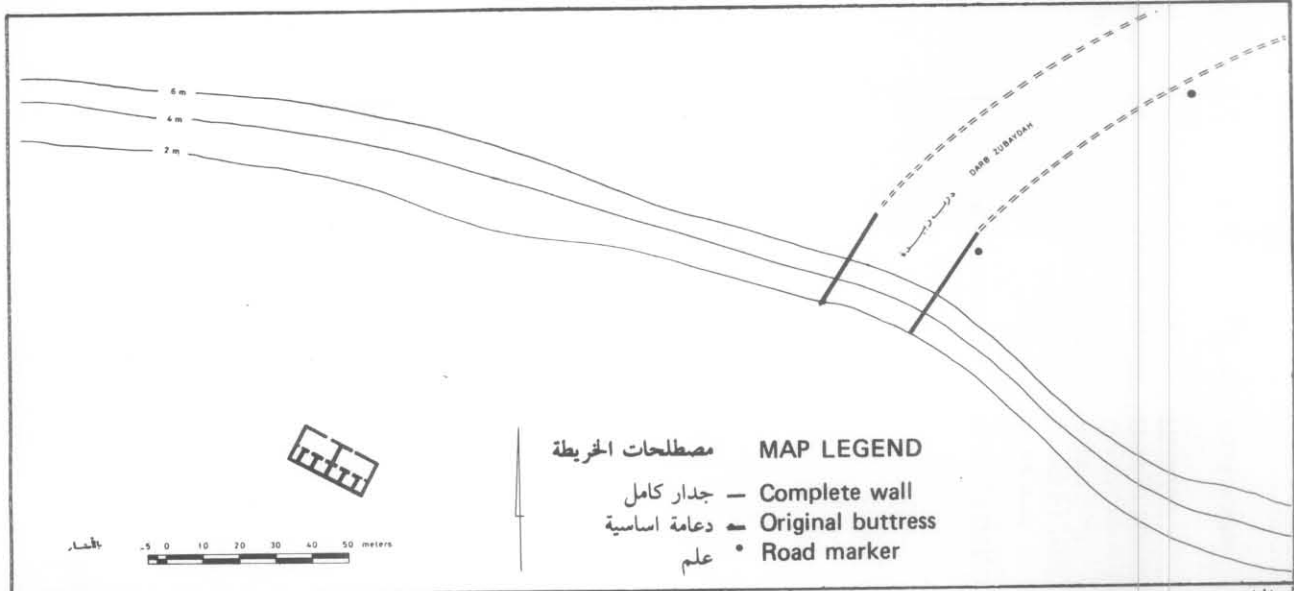 6 m
4 m
2 m
DARB ZUBAYDAH
مصطلحات الخريطة MAP LEGEND
جدار كامل — Complete wall
دعامة اساسية Original buttress
علم • Road marker
-5 0 10 20 30 40 50 meters